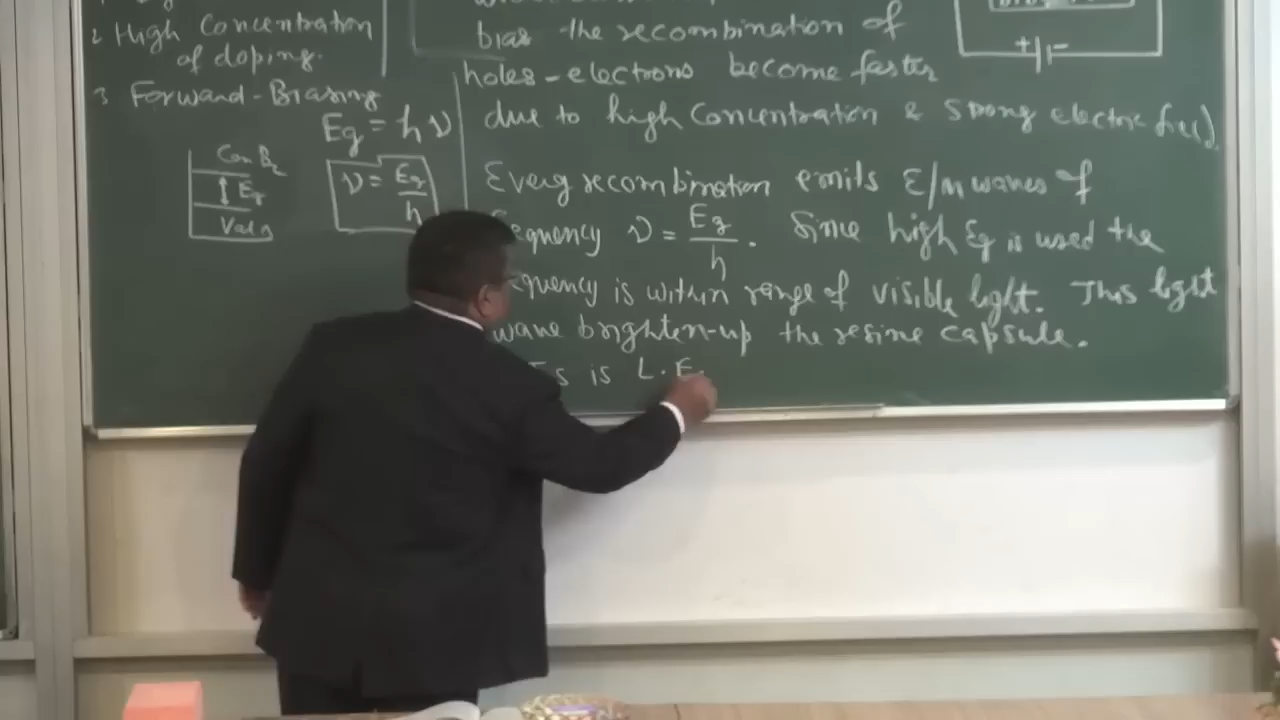 2 High Concentration
of doping.
3 Forward-Biasing
Eg = hν
Con B
Eg
Val
ν = Eg/h
bias the recombination of
holes-electrons become faster
due to high concentration & strong electric field.
Every recombination emits E/M waves of
equency ν = Eg/h. Since high Eg is used the
equency is within range of visible light. This light
wave brighten-up the resine capsule.
is L.E.
+ -